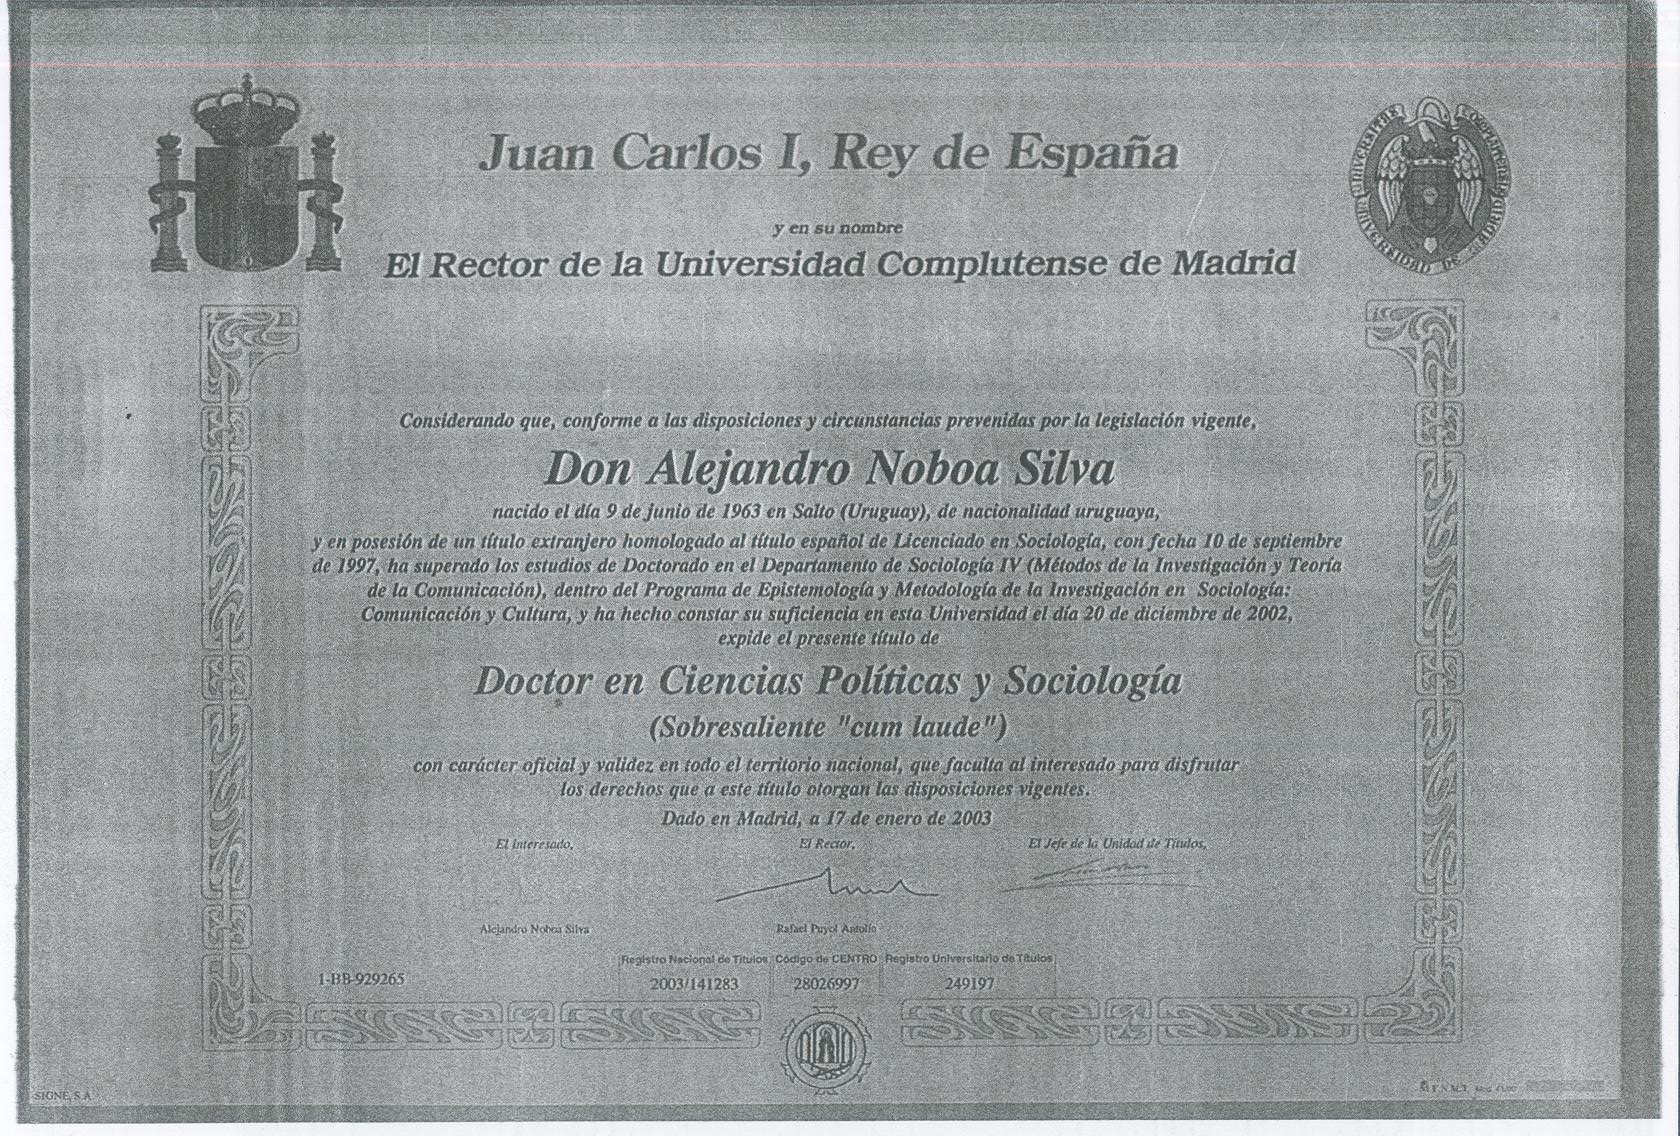 Juan Carlos I, Rey de España
y en su nombre
El Rector de la Universidad Complutense de Madrid
Considerando que, conforme a las disposiciones y circunstancias prevenidas por la legislación vigente,
Don Alejandro Noboa Silva
nacido el día 9 de junio de 1963 en Salto (Uruguay), de nacionalidad uruguaya,
y en posesión de un título extranjero homologado al título español de Licenciado en Sociología, con fecha 10 de septiembre
de 1997, ha superado los estudios de Doctorado en el Departamento de Sociología IV (Métodos de la Investigación y Teoría
de la Comunicación), dentro del Programa de Epistemología y Metodología de la Investigación en Sociología:
Comunicación y Cultura, y ha hecho constar su suficiencia en esta Universidad el día 20 de diciembre de 2002,
expide el presente título de
Doctor en Ciencias Políticas y Sociología
(Sobresaliente "cum laude")
con carácter oficial y validez en todo el territorio nacional, que faculta al interesado para disfrutar
los derechos que a este título otorgan las disposiciones vigentes.
Dado en Madrid, a 17 de enero de 2003
El interesado, El Rector, El Jefe de la Unidad de Títulos,
Alejandro Noboa Silva Rafael Puyol Antolín
Registro Nacional de Títulos Código de CENTRO Registro Universitario de Títulos
1-BB-929265 2003/141283 28026997 249197
SIGNE, S.A. F.N.M.T.